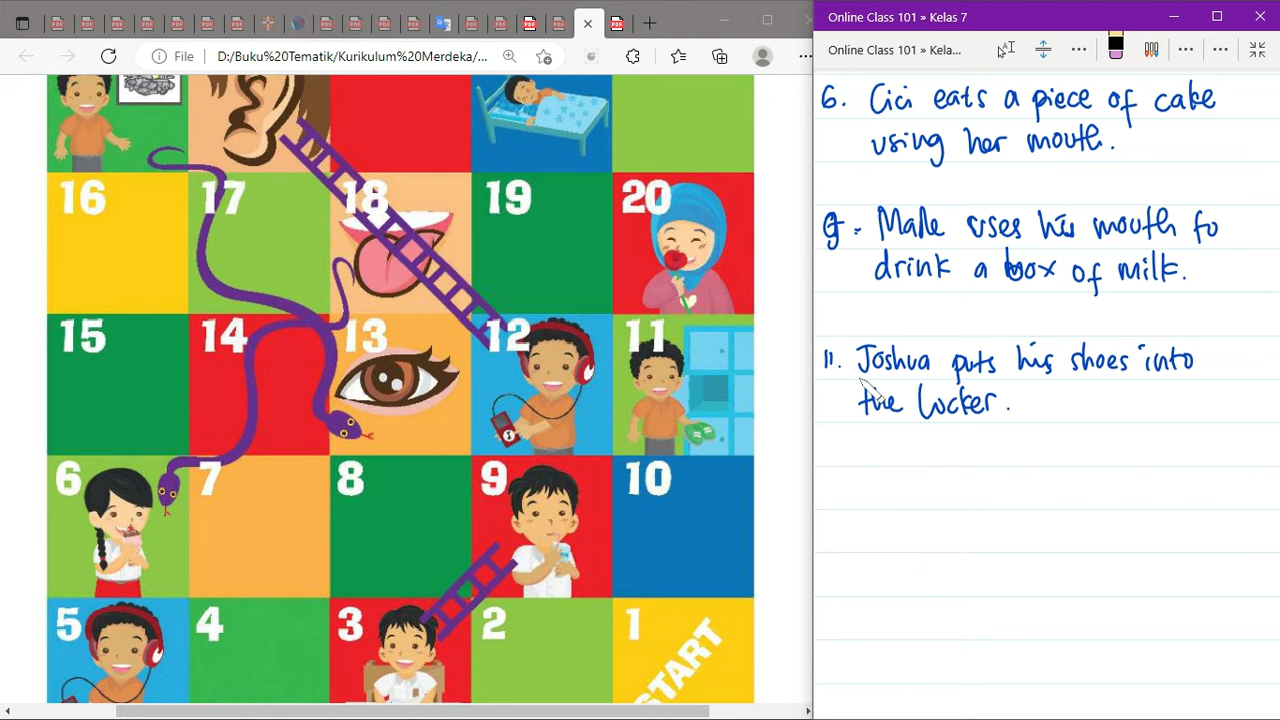 File
D:/Buku%20Tematik/Kurikulum%20Merdeka/...
16
17
18
19
20
15
14
13
12
11
6
7
8
9
10
5
4
3
2
1
START
Online Class 101 » Kelas 7
Online Class 101 » Kela...
6. Cici eats a piece of cake
using her mouth.
9. Made uses his mouth to
drink a box of milk.
11. Joshua puts his shoes into
the locker.